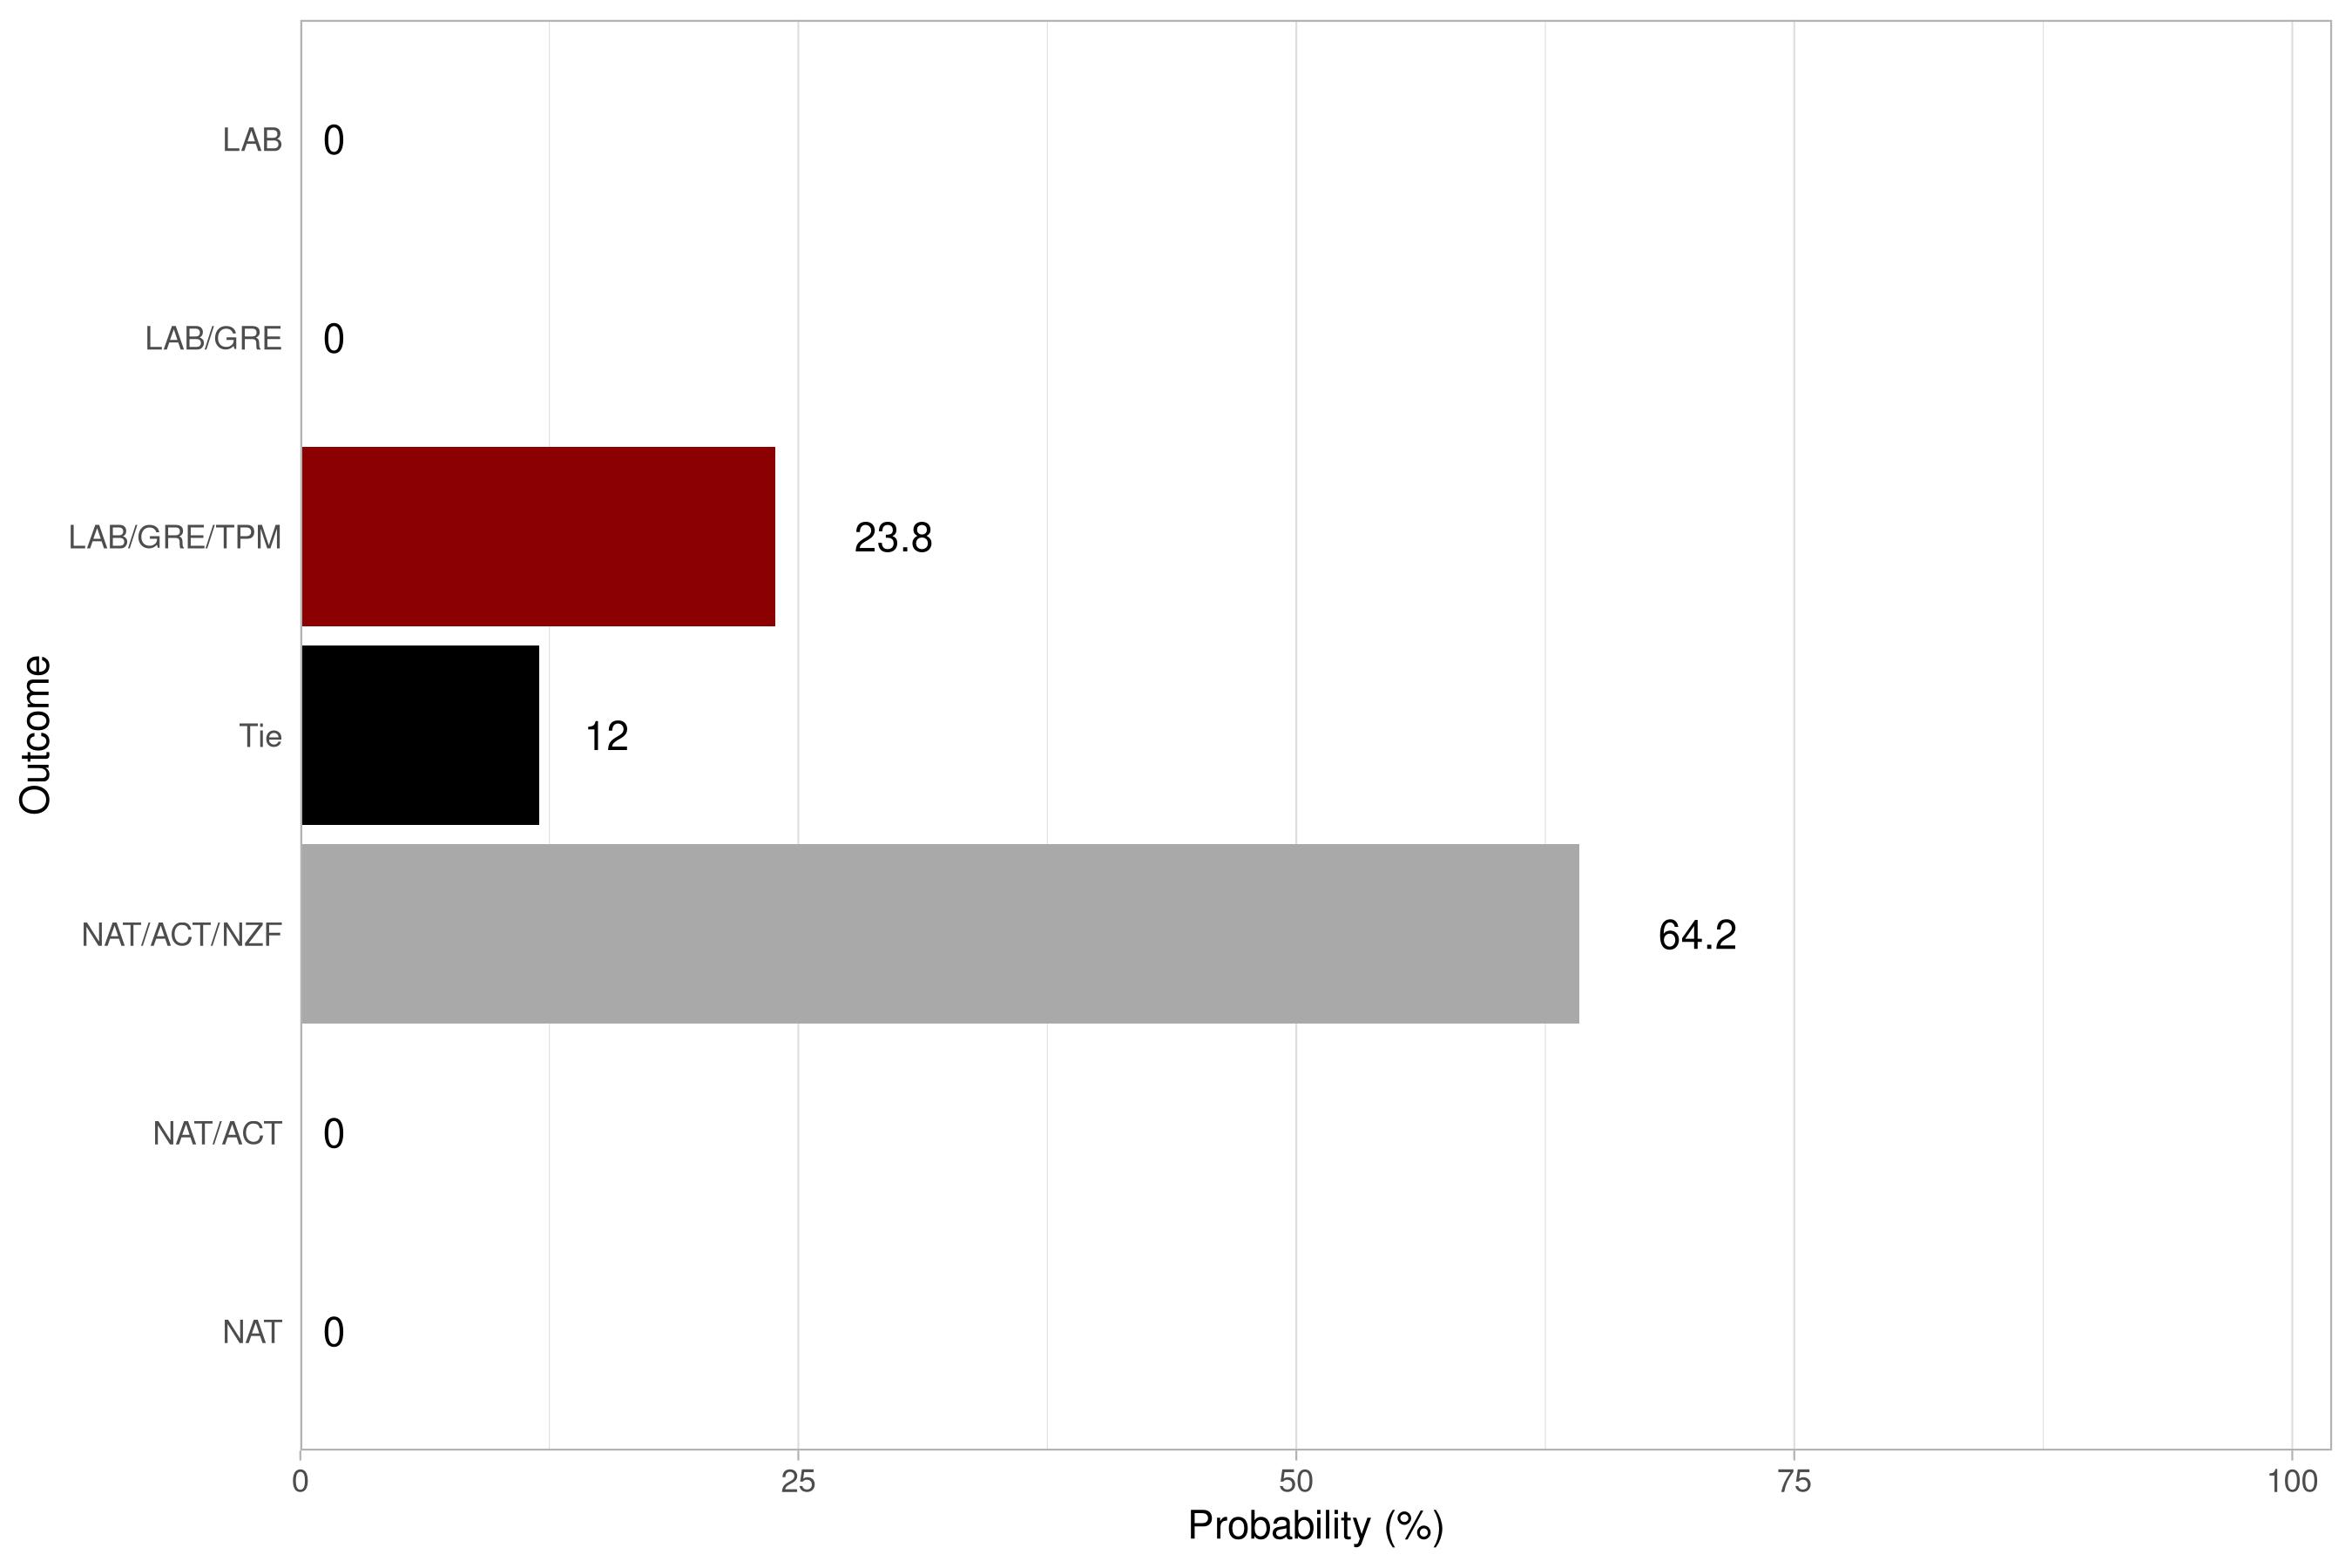 LAB 0
LAB/GRE 0
LAB/GRE/TPM 23.8
Tie 12
NAT/ACT/NZF 64.2
NAT/ACT 0
NAT 0
Outcome
0 25 50 75 100
Probability (%)